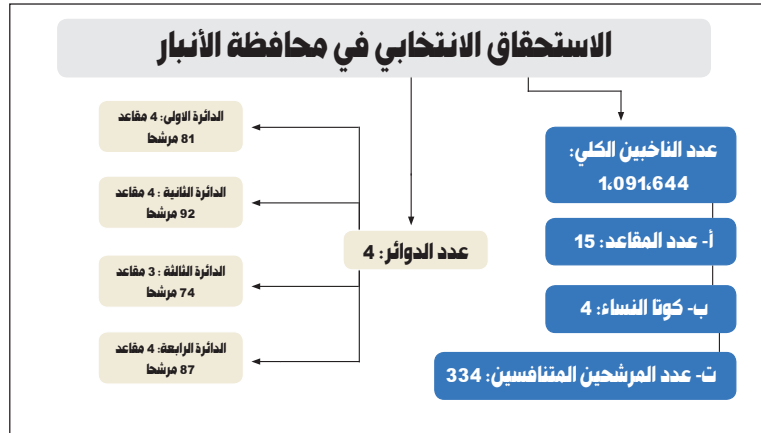 الاستحقاق الانتخابي في محافظة الأنبار
عدد الناخبين الكلي:
1،091،644
أ- عدد المقاعد: 15
ب- كوتا النساء: 4
ت- عدد المرشحين المتنافسين: 334
عدد الدوائر: 4
الدائرة الاولى: 4 مقاعد
81 مرشحا
الدائرة الثانية : 4 مقاعد
92 مرشحا
الدائرة الثالثة : 3 مقاعد
74 مرشحا
الدائرة الرابعة: 4 مقاعد
87 مرشحا